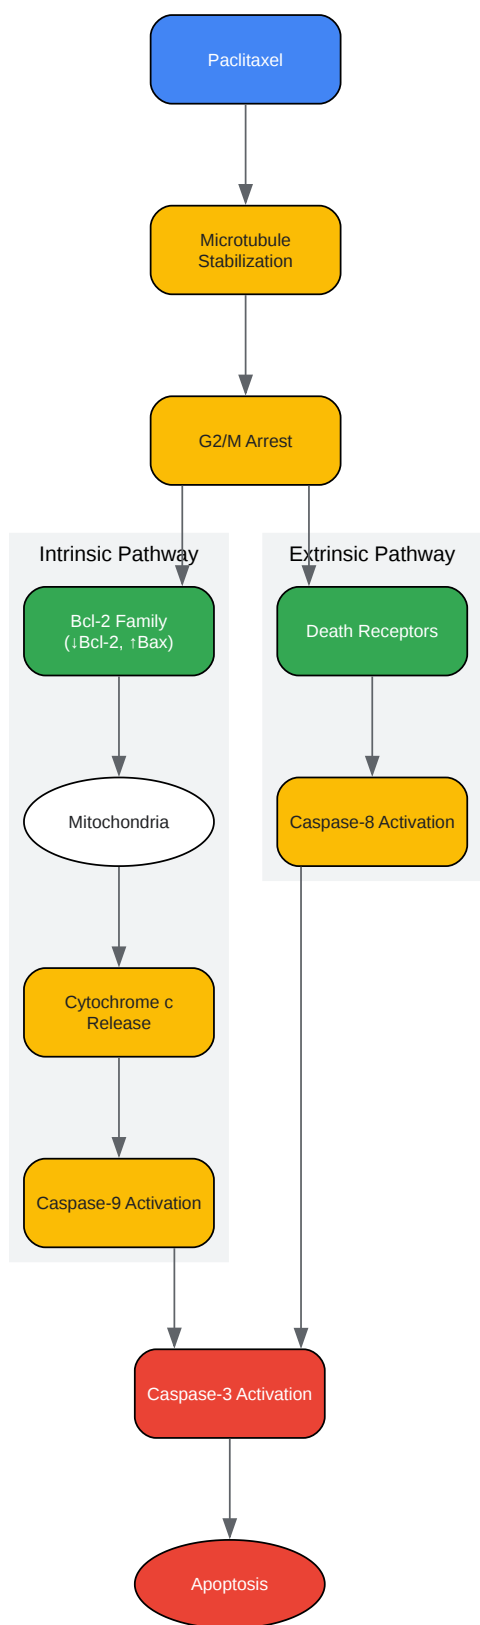 Paclitaxel
Microtubule
Stabilization
G2/M Arrest
Intrinsic Pathway
Extrinsic Pathway
Bcl-2 Family
(↓Bcl-2, ↑Bax)
Death Receptors
Mitochondria
Caspase-8 Activation
Cytochrome c
Release
Caspase-9 Activation
Caspase-3 Activation
Apoptosis